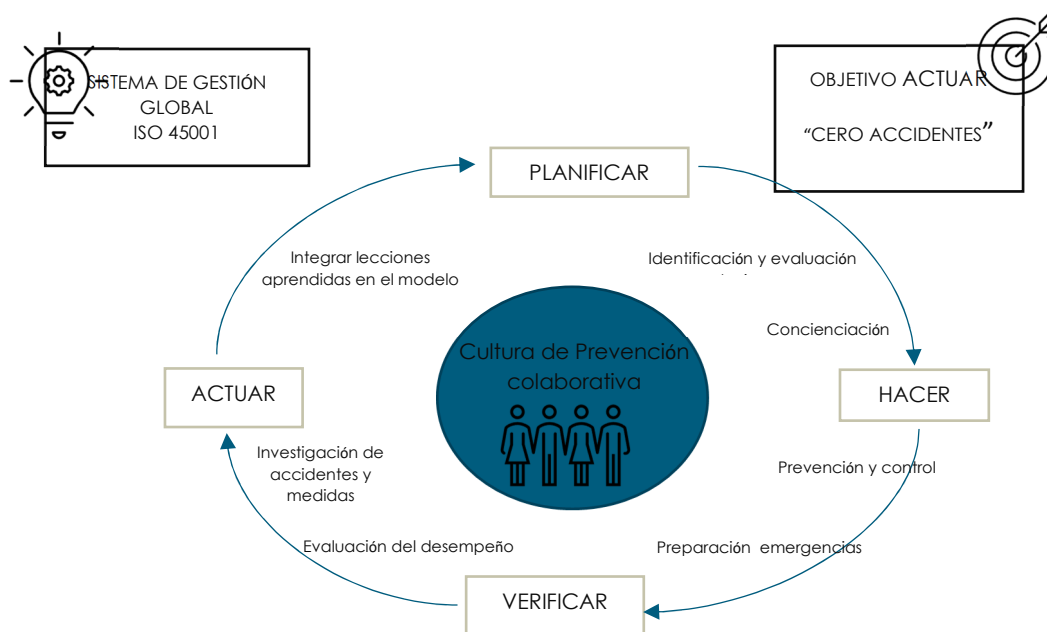 SISTEMA DE GESTIÓN
GLOBAL
ISO 45001
OBJETIVO ACTUAR
“CERO ACCIDENTES”
PLANIFICAR
Identificación y evaluación
Concienciación
HACER
Prevención y control
Preparación emergencias
VERIFICAR
Evaluación del desempeño
Investigación de
accidentes y
medidas
ACTUAR
Integrar lecciones
aprendidas en el modelo
Cultura de Prevención
colaborativa